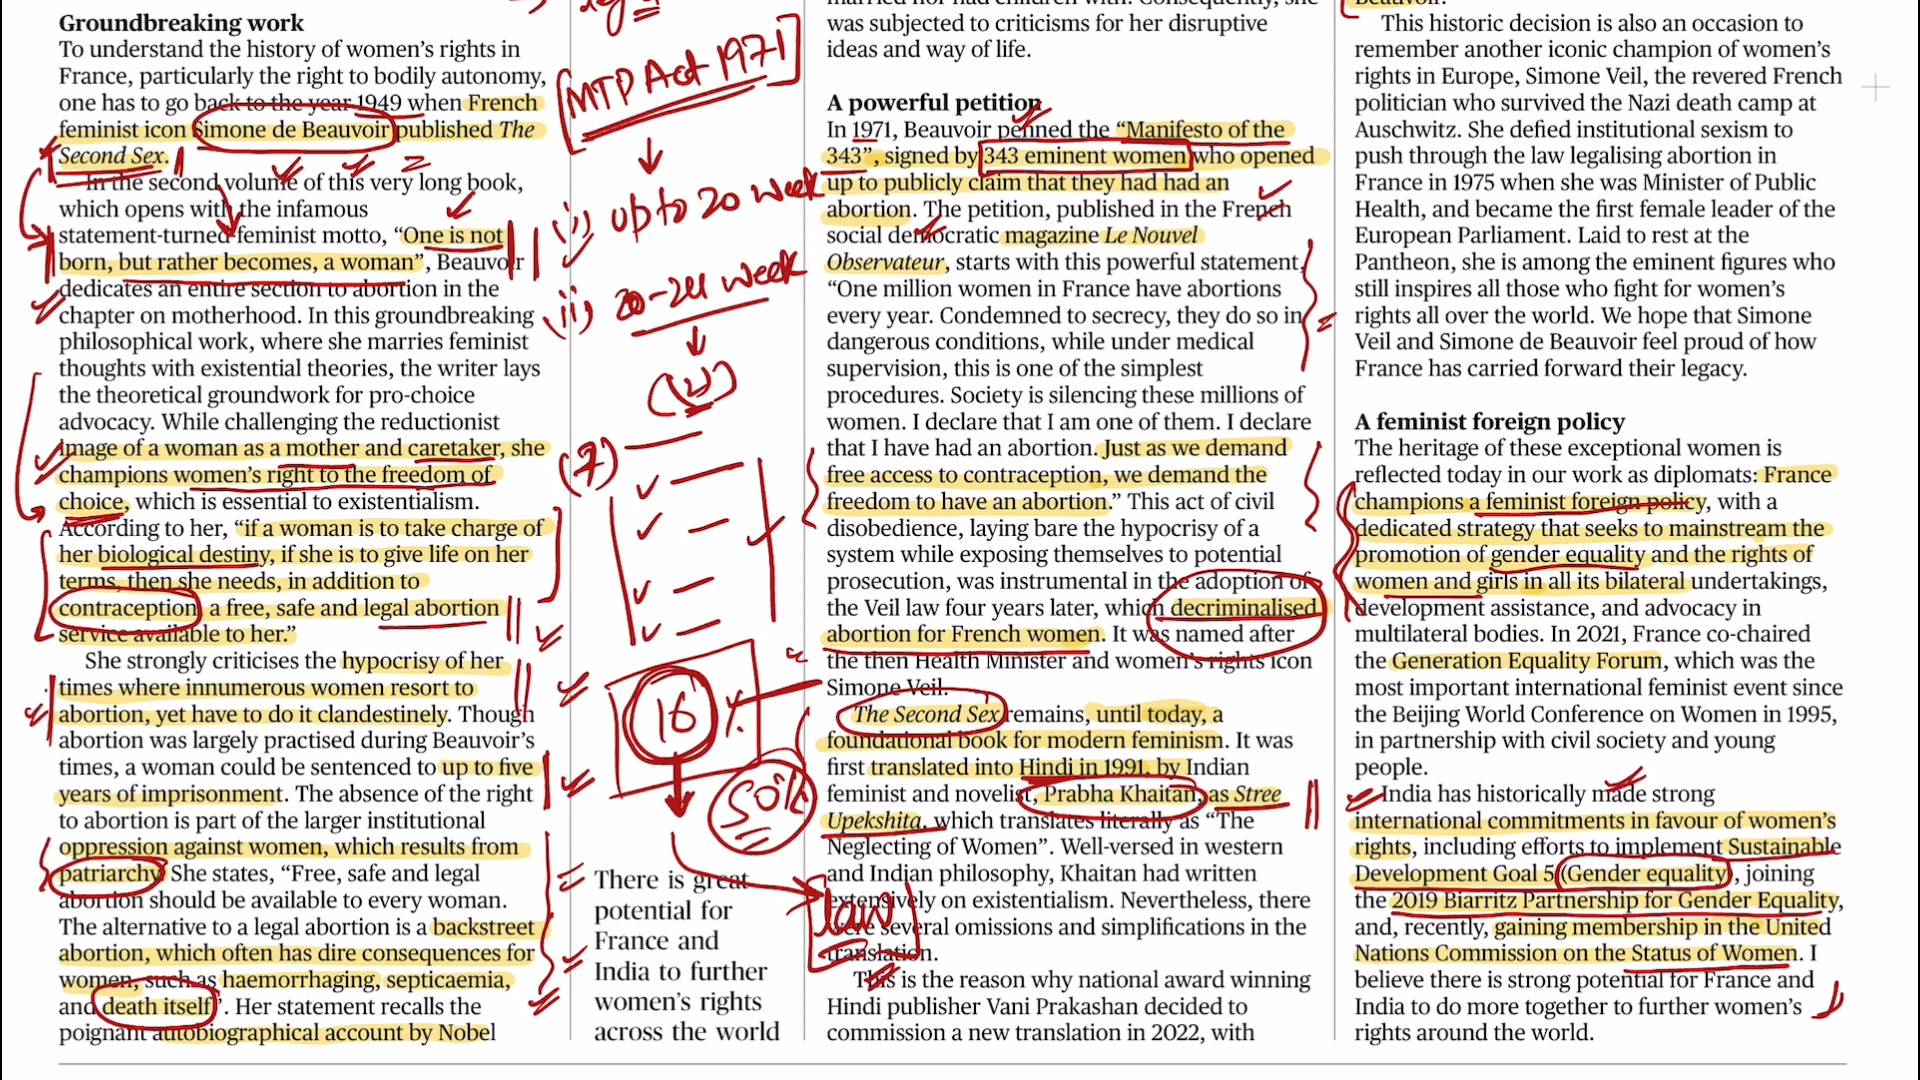 Groundbreaking work
To understand the history of women's rights in
France, particularly the right to bodily autonomy,
one has to go back to the year 1949 when French
feminist icon Simone de Beauvoir published The
Second Sex.
In the second volume of this very long book,
which opens with the infamous
statement-turned feminist motto, “One is not
born, but rather becomes, a woman”, Beauvoir
dedicates an entire section to abortion in the
chapter on motherhood. In this groundbreaking
philosophical work, where she marries feminist
thoughts with existential theories, the writer lays
the theoretical groundwork for pro-choice
advocacy. While challenging the reductionist
image of a woman as a mother and caretaker, she
champions women's right to the freedom of
choice, which is essential to existentialism.
According to her, “if a woman is to take charge of
her biological destiny, if she is to give life on her
terms, then she needs, in addition to
contraception, a free, safe and legal abortion
service available to her.”
She strongly criticises the hypocrisy of her
times where innumerous women resort to
abortion, yet have to do it clandestinely. Though
abortion was largely practised during Beauvoir's
times, a woman could be sentenced to up to five
years of imprisonment. The absence of the right
to abortion is part of the larger institutional
oppression against women, which results from
patriarchy. She states, “Free, safe and legal
abortion should be available to every woman.
The alternative to a legal abortion is a backstreet
abortion, which often has dire consequences for
women, such as haemorrhaging, septicaemia,
and death itself”. Her statement recalls the
poignant autobiographical account by Nobel
[MTP Act 1971]
(i) up to 20 week
(ii) 20-24 week
(7)
16 %
50%
law
There is great
potential for
France and
India to further
women's rights
across the world
was subjected to criticisms for her disruptive
ideas and way of life.
A powerful petition
In 1971, Beauvoir penned the “Manifesto of the
343”, signed by 343 eminent women who opened
up to publicly claim that they had had an
abortion. The petition, published in the French
social democratic magazine Le Nouvel
Observateur, starts with this powerful statement,
“One million women in France have abortions
every year. Condemned to secrecy, they do so in
dangerous conditions, while under medical
supervision, this is one of the simplest
procedures. Society is silencing these millions of
women. I declare that I am one of them. I declare
that I have had an abortion. Just as we demand
free access to contraception, we demand the
freedom to have an abortion.” This act of civil
disobedience, laying bare the hypocrisy of a
system while exposing themselves to potential
prosecution, was instrumental in the adoption of
the Veil law four years later, which decriminalised
abortion for French women. It was named after
the then Health Minister and women's rights icon
Simone Veil.
The Second Sex remains, until today, a
foundational book for modern feminism. It was
first translated into Hindi in 1991, by Indian
feminist and novelist, Prabha Khaitan, as Stree
Upekshita, which translates literally as “The
Neglecting of Women”. Well-versed in western
and Indian philosophy, Khaitan had written
extensively on existentialism. Nevertheless, there
were several omissions and simplifications in the
translation.
This is the reason why national award winning
Hindi publisher Vani Prakashan decided to
commission a new translation in 2022, with
Beauvoir.
This historic decision is also an occasion to
remember another iconic champion of women's
rights in Europe, Simone Veil, the revered French
politician who survived the Nazi death camp at
Auschwitz. She defied institutional sexism to
push through the law legalising abortion in
France in 1975 when she was Minister of Public
Health, and became the first female leader of the
European Parliament. Laid to rest at the
Pantheon, she is among the eminent figures who
still inspires all those who fight for women's
rights all over the world. We hope that Simone
Veil and Simone de Beauvoir feel proud of how
France has carried forward their legacy.
A feminist foreign policy
The heritage of these exceptional women is
reflected today in our work as diplomats: France
champions a feminist foreign policy, with a
dedicated strategy that seeks to mainstream the
promotion of gender equality and the rights of
women and girls in all its bilateral undertakings,
development assistance, and advocacy in
multilateral bodies. In 2021, France co-chaired
the Generation Equality Forum, which was the
most important international feminist event since
the Beijing World Conference on Women in 1995,
in partnership with civil society and young
people.
India has historically made strong
international commitments in favour of women's
rights, including efforts to implement Sustainable
Development Goal 5 (Gender equality), joining
the 2019 Biarritz Partnership for Gender Equality,
and, recently, gaining membership in the United
Nations Commission on the Status of Women. I
believe there is strong potential for France and
India to do more together to further women's
rights around the world.